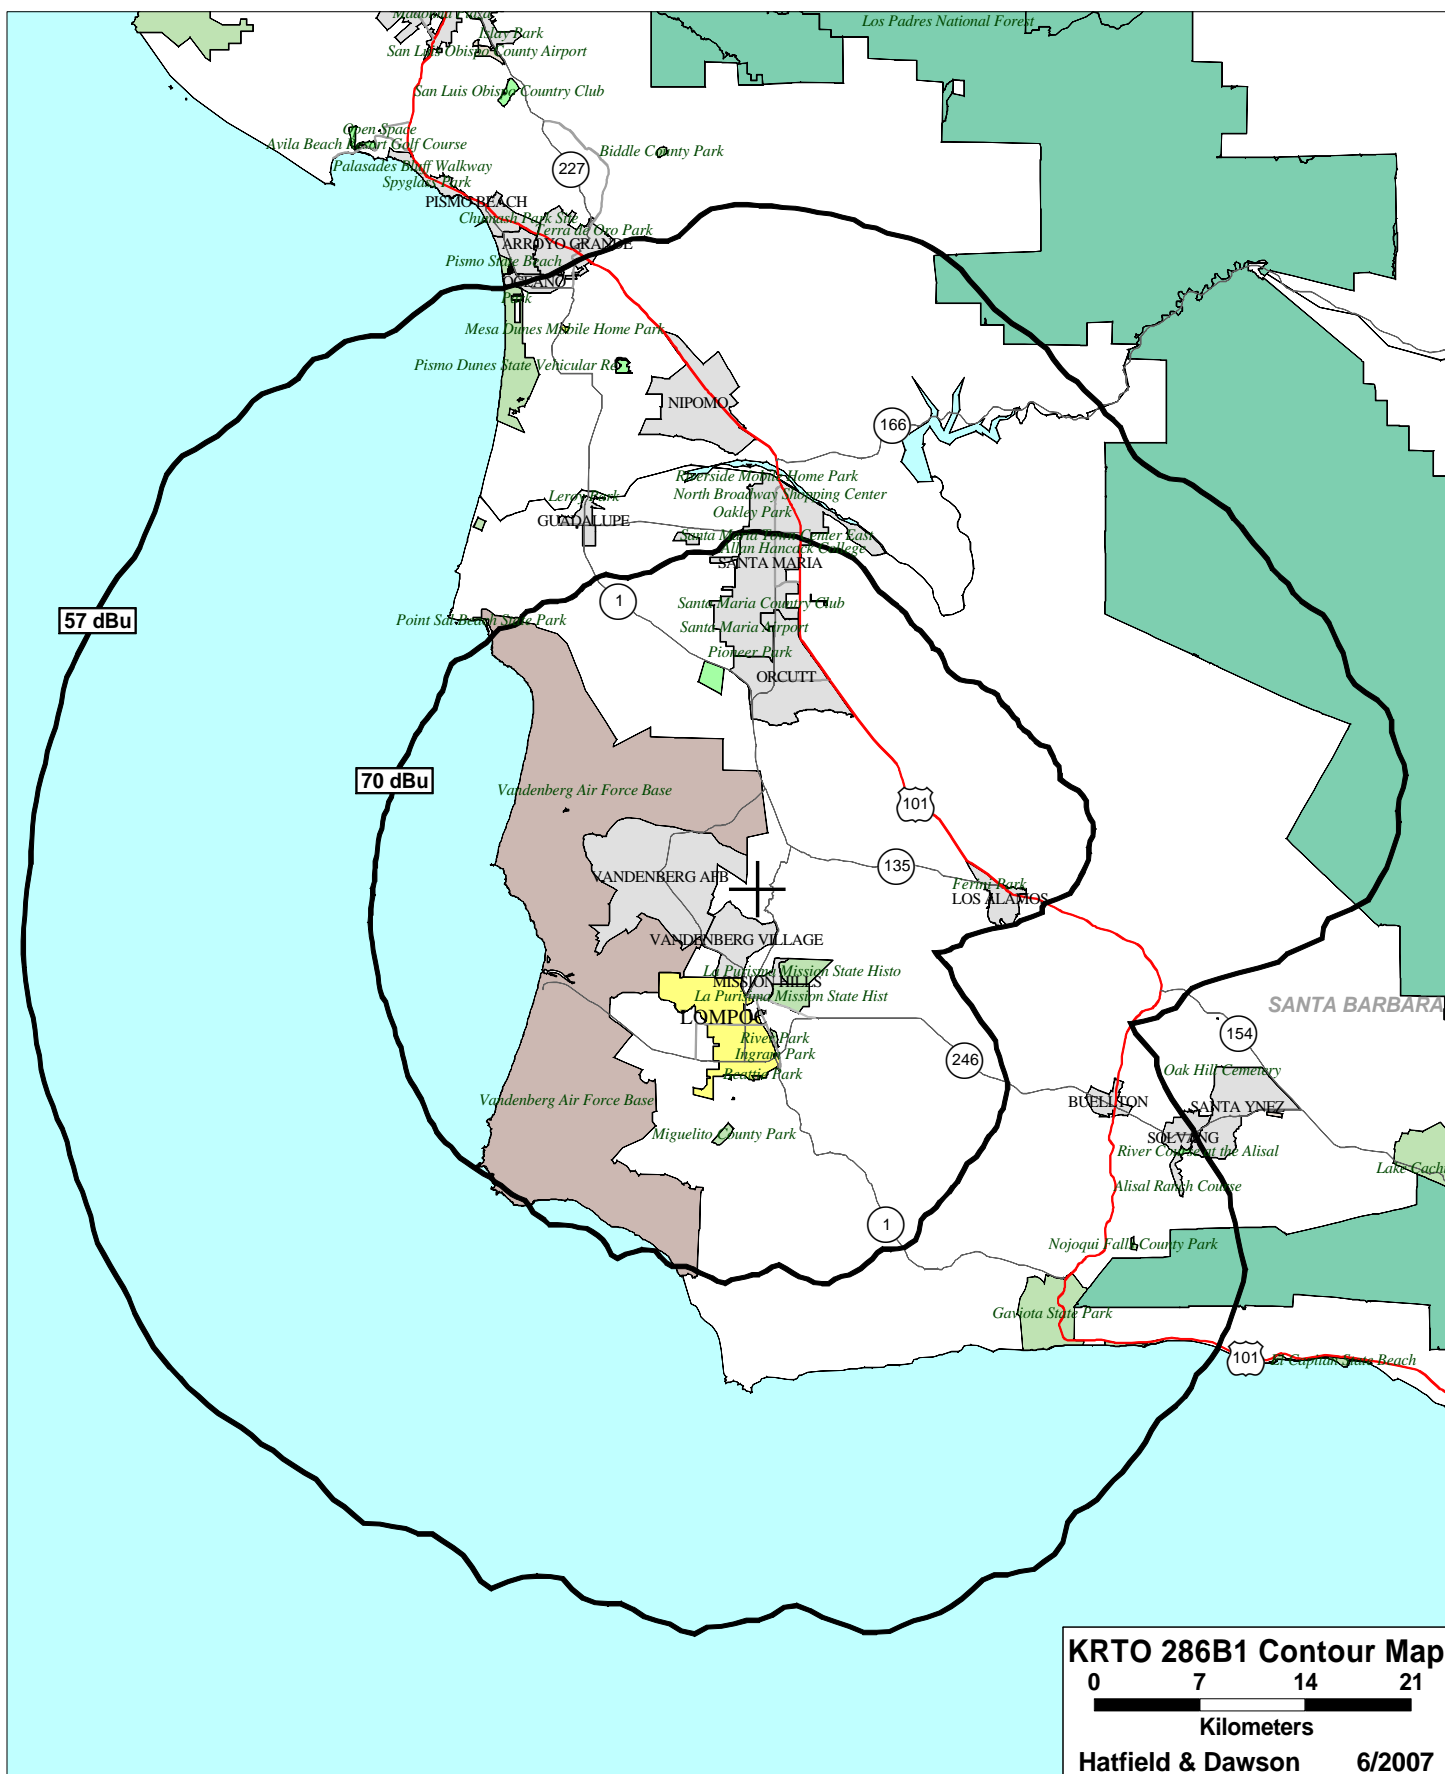 Los Padres National Forest
Islay Park
San Luis Obispo County Airport
San Luis Obispo Country Club
Open Space
Avila Beach Resort Golf Course
Biddle County Park
Palasades Bluff Walkway
227
Spyglass Park
PISMO BEACH
Chumash Park Site
Terra de Oro Park
ARROYO GRANDE
Pismo State Beach
OCEANO
Park
Mesa Dunes Mobile Home Park
Pismo Dunes State Vehicular Re
NIPOMO
166
Riverside Mobile Home Park
Leroy Park
North Broadway Shopping Center
Oakley Park
GUADALUPE
Santa Maria Town Center East
Allan Hancock College
SANTA MARIA
1
Santa Maria Country Club
57 dBu
Point Sal Beach State Park
Santa Maria Airport
Pioneer Park
ORCUTT
70 dBu
Vandenberg Air Force Base
101
135
VANDENBERG AFB
Ferini Park
LOS ALAMOS
VANDENBERG VILLAGE
La Purisma Mission State Histo
MISSION HILLS
La Purisima Mission State Hist
SANTA BARBARA
LOMPOC
154
River Park
Ingram Park
246
Oak Hill Cemetery
Beattie Park
Vandenberg Air Force Base
BUELLTON
SANTA YNEZ
Miguelito County Park
SOLVANG
River Course at the Alisal
Lake Cach
Alisal Ranch Course
1
Nojoqui Falls County Park
Gaviota State Park
101
El Capitan State Beach
KRTO 286B1 Contour Map
0 7 14 21
Kilometers
Hatfield & Dawson 6/2007